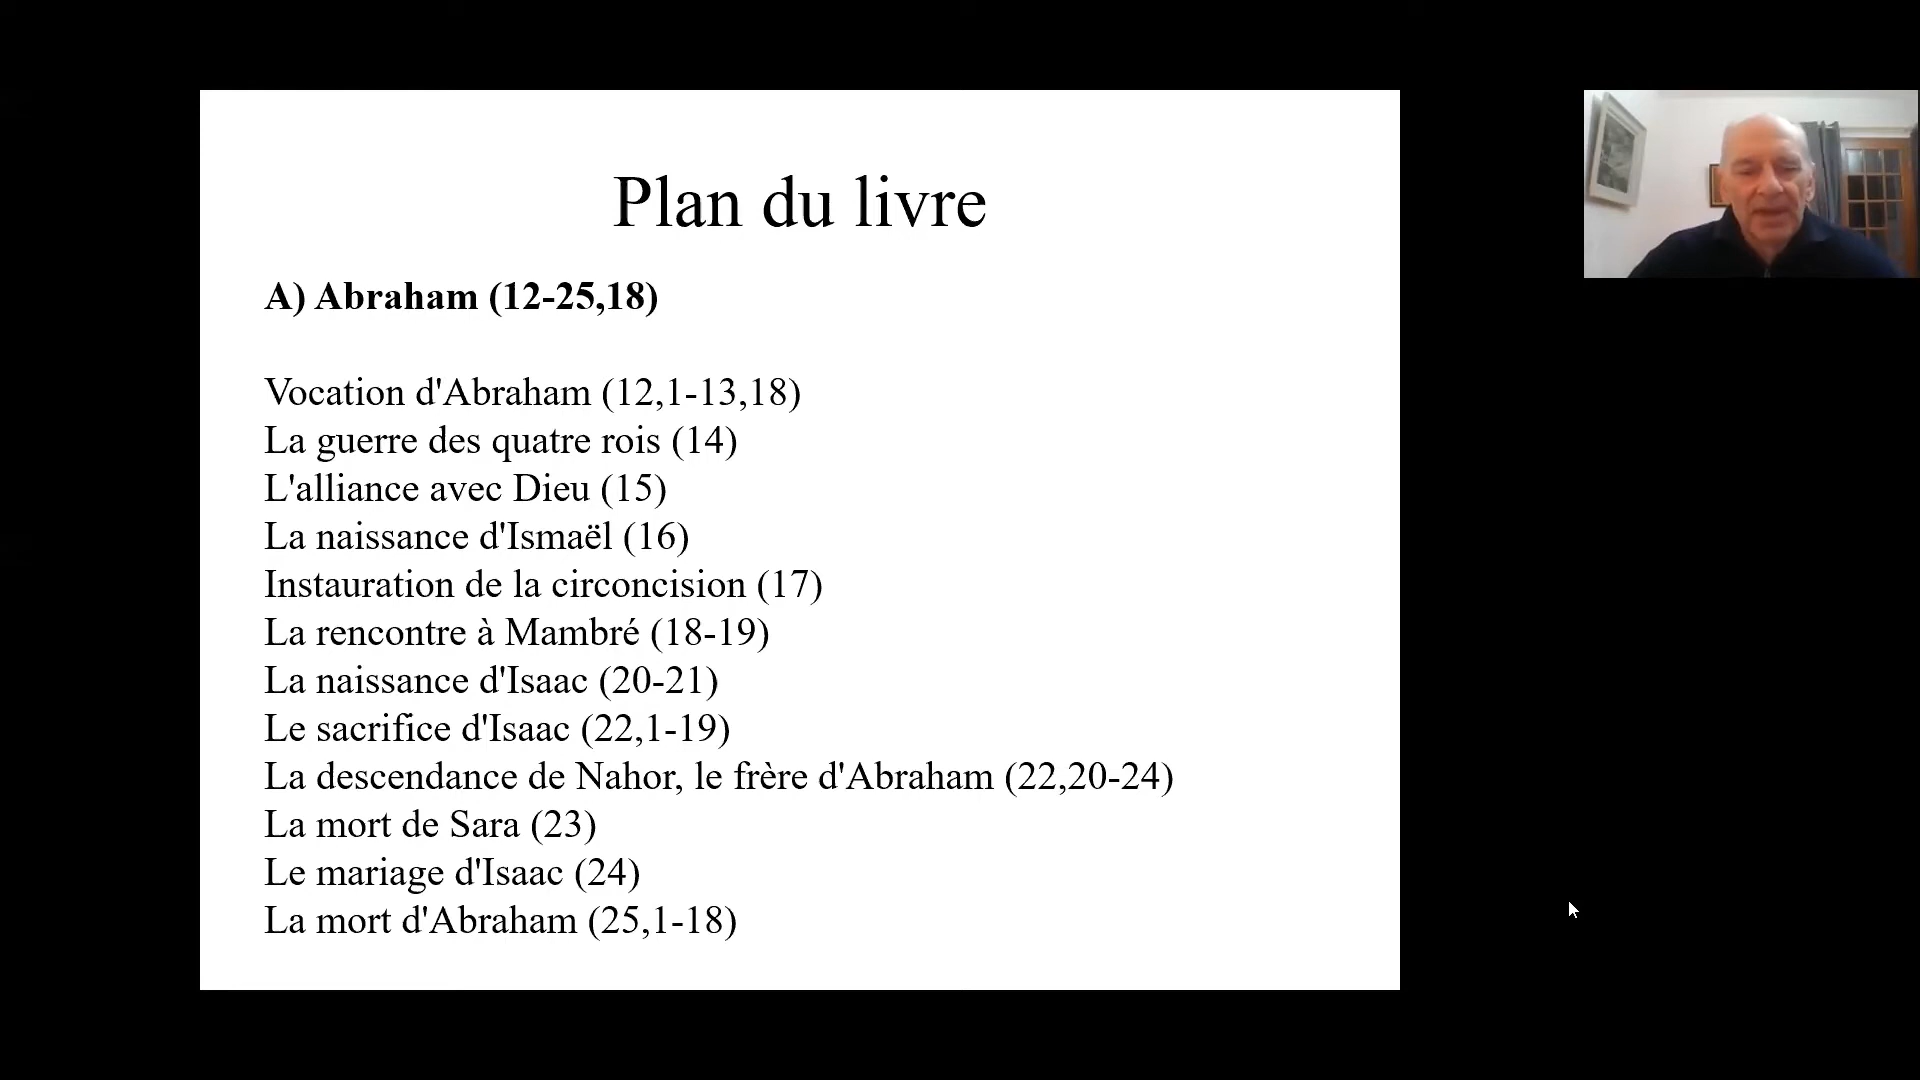 Plan du livre
A) Abraham (12-25,18)
Vocation d'Abraham (12,1-13,18)
La guerre des quatre rois (14)
L'alliance avec Dieu (15)
La naissance d'Ismaël (16)
Instauration de la circoncision (17)
La rencontre à Mambré (18-19)
La naissance d'Isaac (20-21)
Le sacrifice d'Isaac (22,1-19)
La descendance de Nahor, le frère d'Abraham (22,20-24)
La mort de Sara (23)
Le mariage d'Isaac (24)
La mort d'Abraham (25,1-18)